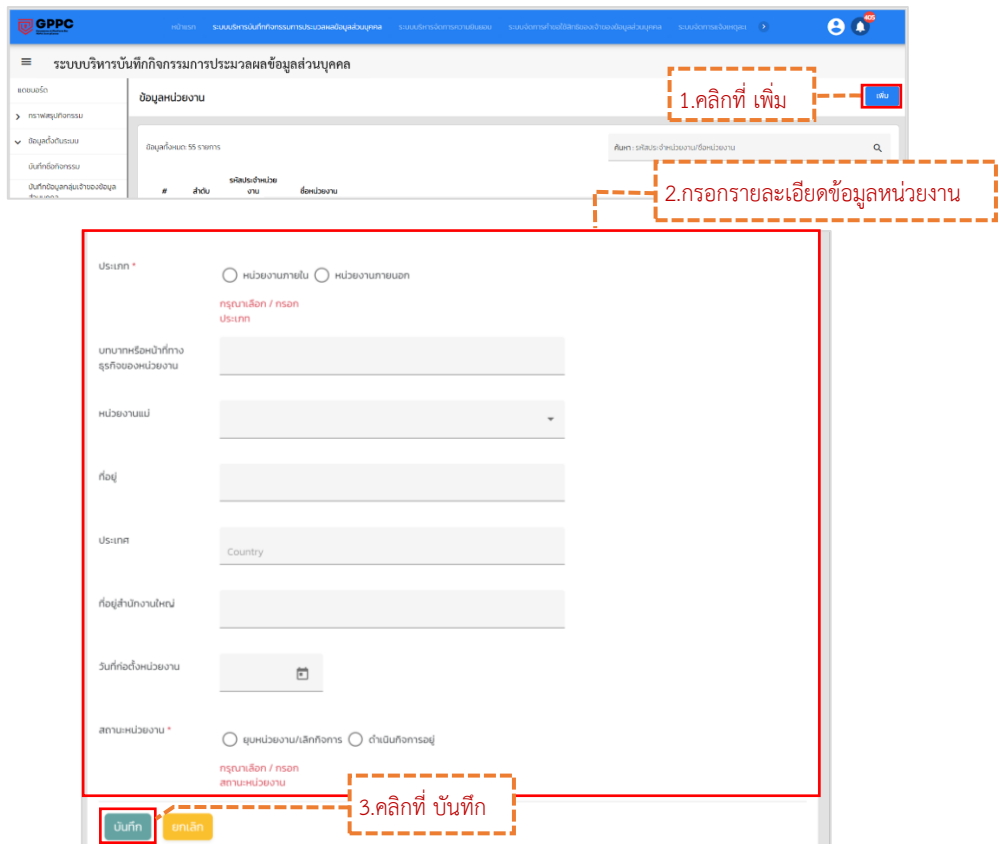 GPPC
หน้าแรก ระบบบริหารบันทึกกิจกรรมการประมวลผลข้อมูลส่วนบุคคล ระบบบริหารจัดการความยินยอม ระบบจัดการคำขอใช้สิทธิของเจ้าของข้อมูลส่วนบุคคล ระบบจัดการแจ้งเหตุละเ
405
ระบบบริหารบันทึกกิจกรรมการประมวลผลข้อมูลส่วนบุคคล
แดชบอร์ด
ข้อมูลหน่วยงาน
1.คลิกที่ เพิ่ม
เพิ่ม
กราฟสรุปกิจกรรม
ข้อมูลตั้งต้นระบบ
ข้อมูลทั้งหมด 55 รายการ
ค้นหา : รหัสประจำหน่วยงาน/ชื่อหน่วยงาน
บันทึกชื่อกิจกรรม
บันทึกข้อมูลกลุ่มเจ้าของข้อมูล
ส่วนบุคคล
# ลำดับ รหัสประจำหน่วย
งาน ชื่อหน่วยงาน
2.กรอกรายละเอียดข้อมูลหน่วยงาน
ประเภท *
หน่วยงานภายใน หน่วยงานภายนอก
กรุณาเลือก / กรอก
ประเภท
บทบาทหรือหน้าที่ทาง
ธุรกิจของหน่วยงาน
หน่วยงานแม่
ที่อยู่
ประเทศ
Country
ที่อยู่สำนักงานใหญ่
วันที่ก่อตั้งหน่วยงาน
สถานะหน่วยงาน *
ยุบหน่วยงาน/เลิกกิจการ ดำเนินกิจการอยู่
กรุณาเลือก / กรอก
สถานะหน่วยงาน
3.คลิกที่ บันทึก
บันทึก ยกเลิก